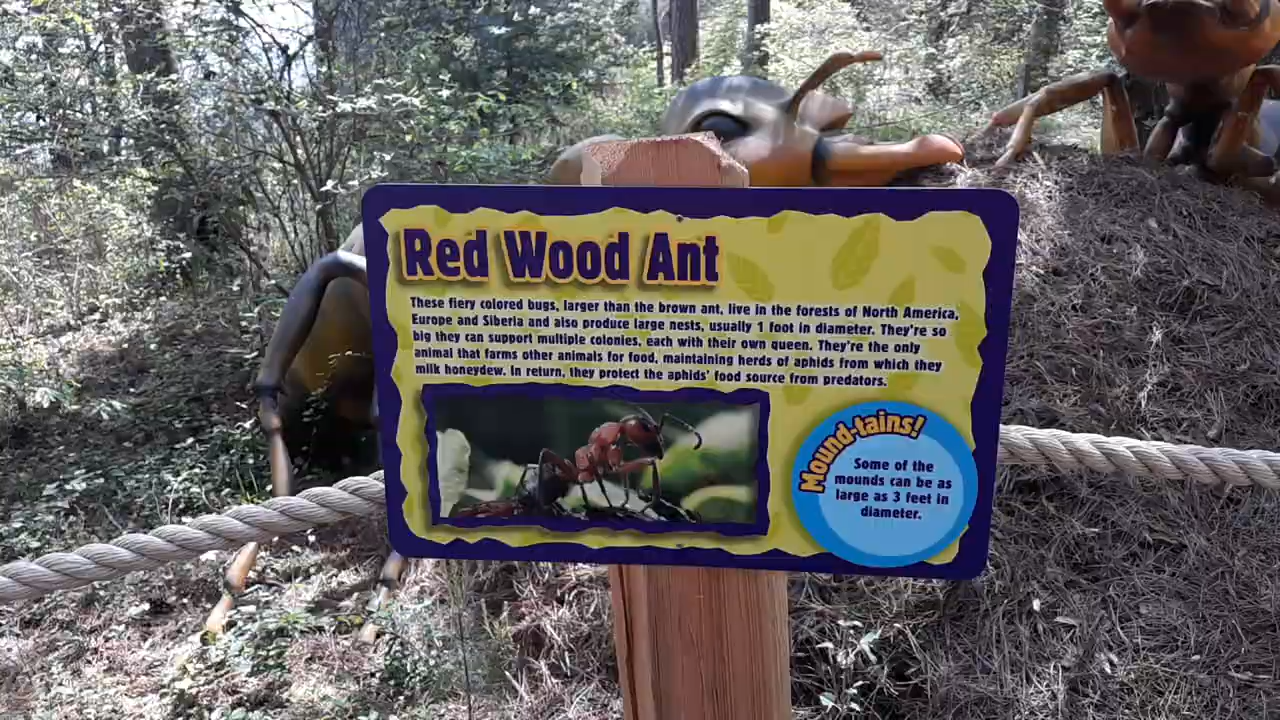 Red Wood Ant
These fiery colored bugs, larger than the brown ant, live in the forests of North America,
Europe and Siberia and also produce large nests, usually 1 foot in diameter. They're so
big they can support multiple colonies, each with their own queen. They're the only
animal that farms other animals for food, maintaining herds of aphids from which they
milk honeydew. In return, they protect the aphids' food source from predators.
Mound-tains!
Some of the
mounds can be as
large as 3 feet in
diameter.